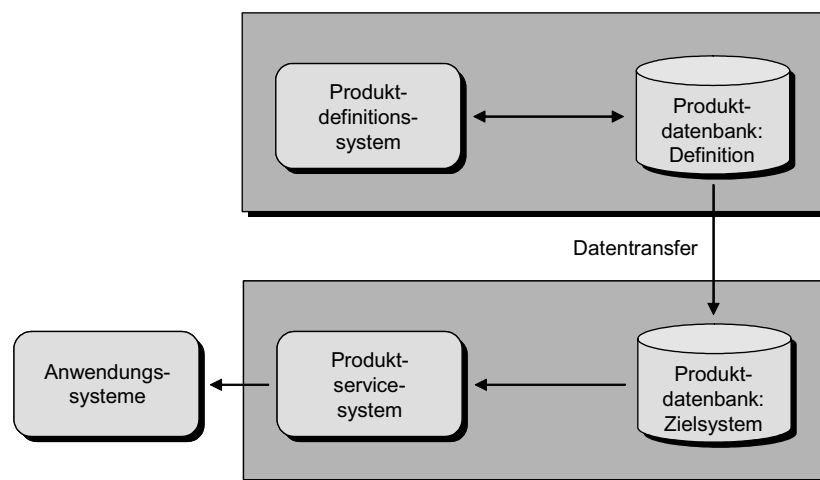 Produkt-
definitions-
system
Produkt-
datenbank:
Definition
Datentransfer
Anwendungs-
systeme
Produkt-
service-
system
Produkt-
datenbank:
Zielsystem